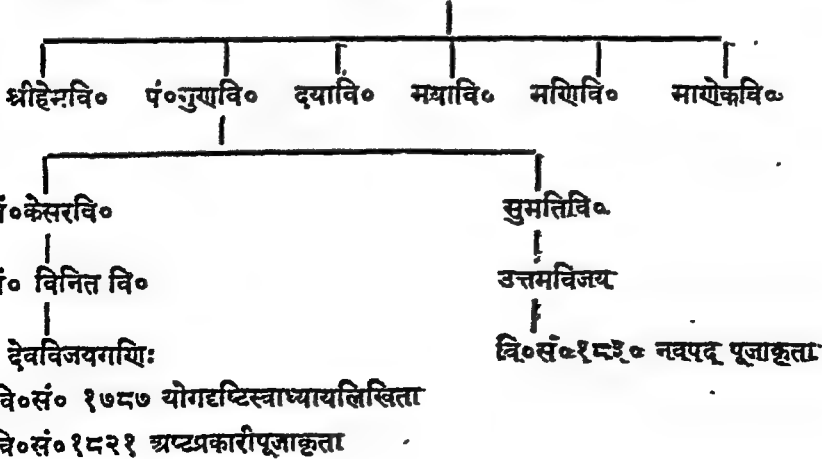 श्रीहेमवि० पं०गुणवि० दयावि० मयावि० मणिवि० माणेकवि०
पं०केसरवि० सुमतिवि०
पं० विनित वि० उत्तमविजय
देवविजयगणिः वि०सं०१८३० नवपद पूजाकृता
वि०सं० १७८७ योगदृष्टिस्वाध्यायलिखिता
वि०सं०१८२१ अष्टप्रकारीपूजाकृता